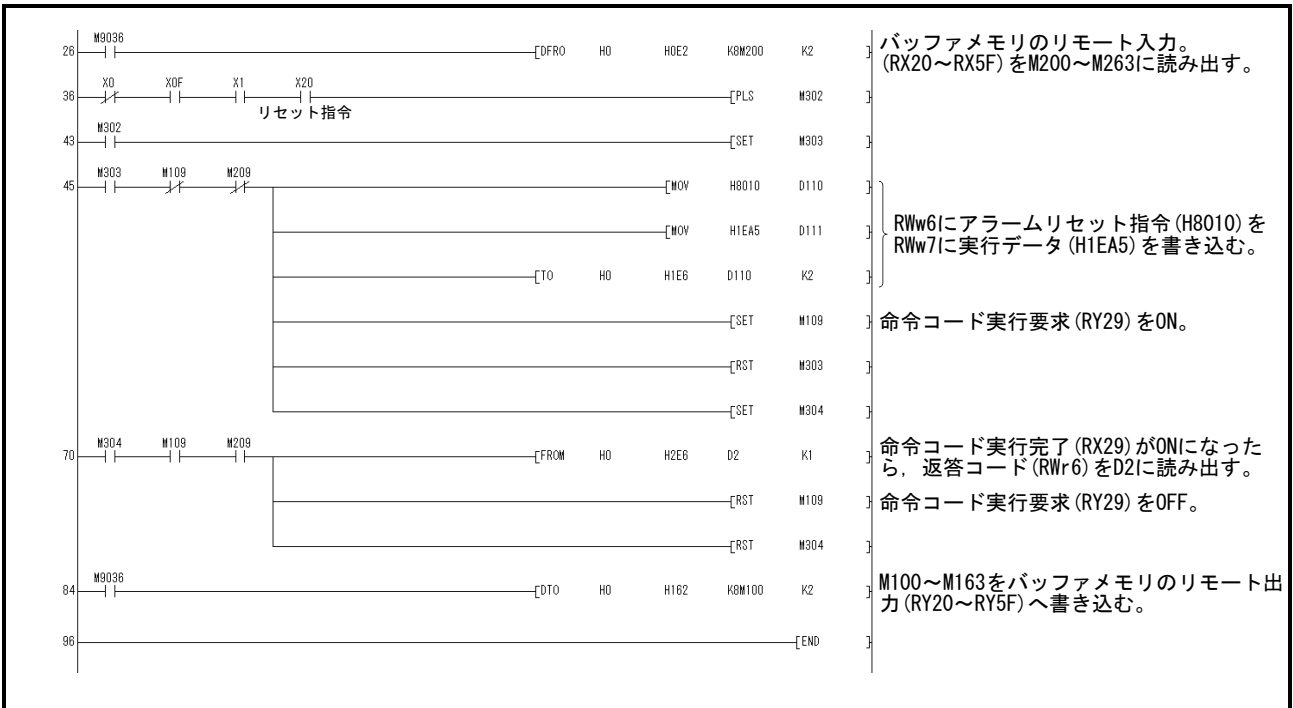 M9036
26 [DFRO H0 H0E2 K8M200 K2 ] バッファメモリのリモート入力。
(RX20～RX5F)をM200～M263に読み出す。
X0 X0F X1 X20
36 [PLS M302 ]
リセット指令
M302
43 [SET M303 ]
M303 M109 M209
45 [MOV H8010 D110 ]
[MOV H1EA5 D111 ]
RWw6にアラームリセット指令(H8010)を
RWw7に実行データ(H1EA5)を書き込む。
[TO H0 H1E6 D110 K2 ]
[SET M109 ] 命令コード実行要求(RY29)をON。
[RST M303 ]
[SET M304 ]
M304 M109 M209
70 [FROM H0 H2E6 D2 K1 ] 命令コード実行完了(RX29)がONになった
ら，返答コード(RWr6)をD2に読み出す。
[RST M109 ] 命令コード実行要求(RY29)をOFF。
[RST M304 ]
M9036
84 [DTO H0 H162 K8M100 K2 ] M100～M163をバッファメモリのリモート出
力(RY20～RY5F)へ書き込む。
96 [END ]